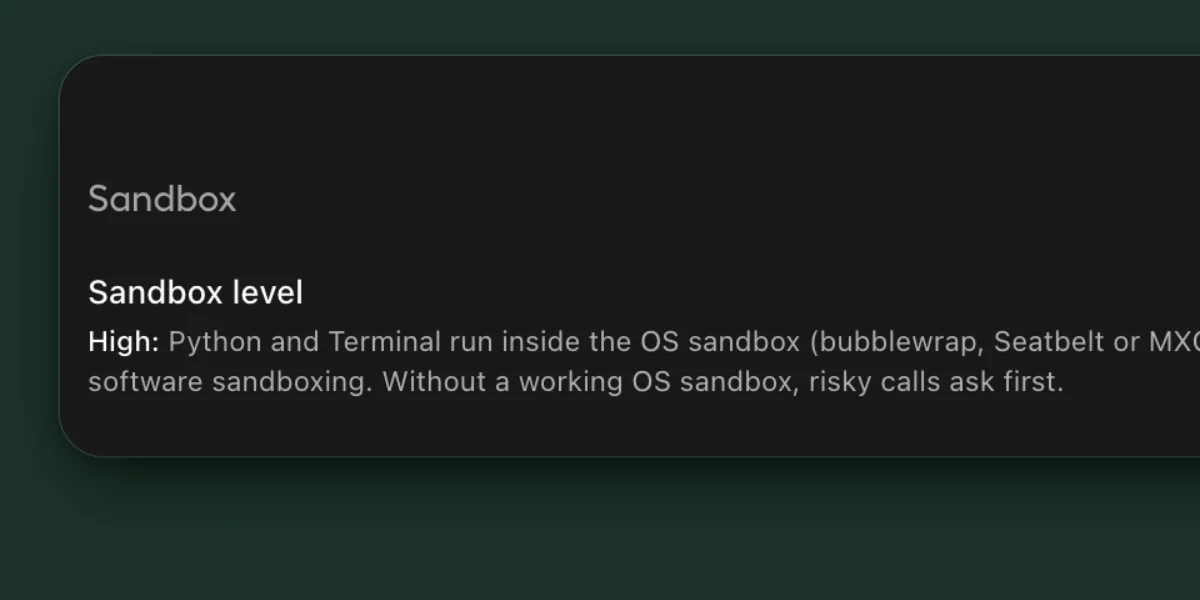 Sandbox
Sandbox level
High: Python and Terminal run inside the OS sandbox (bubblewrap, Seatbelt or
software sandboxing. Without a working OS sandbox, risky calls ask first.